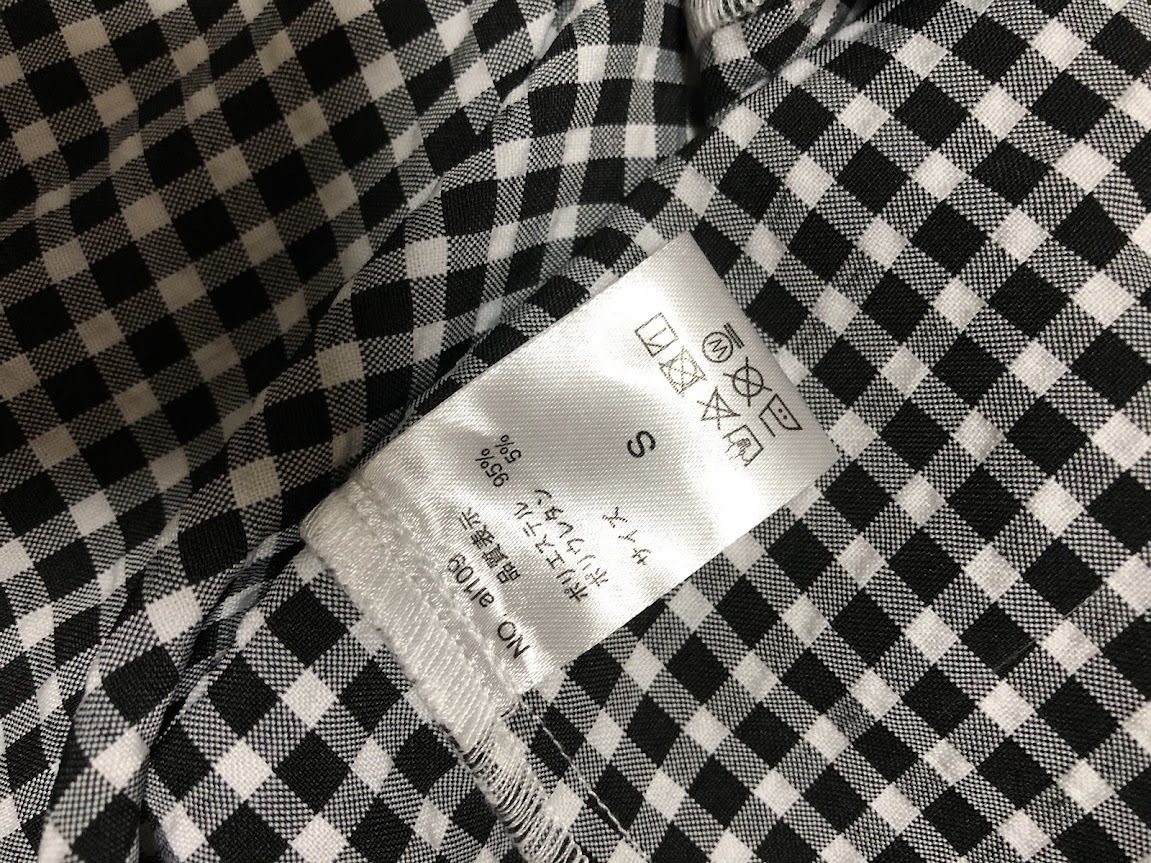 NO al109
品質表示
ポリエステル 95%
ポリウレタン 5%
サイズ
S
W